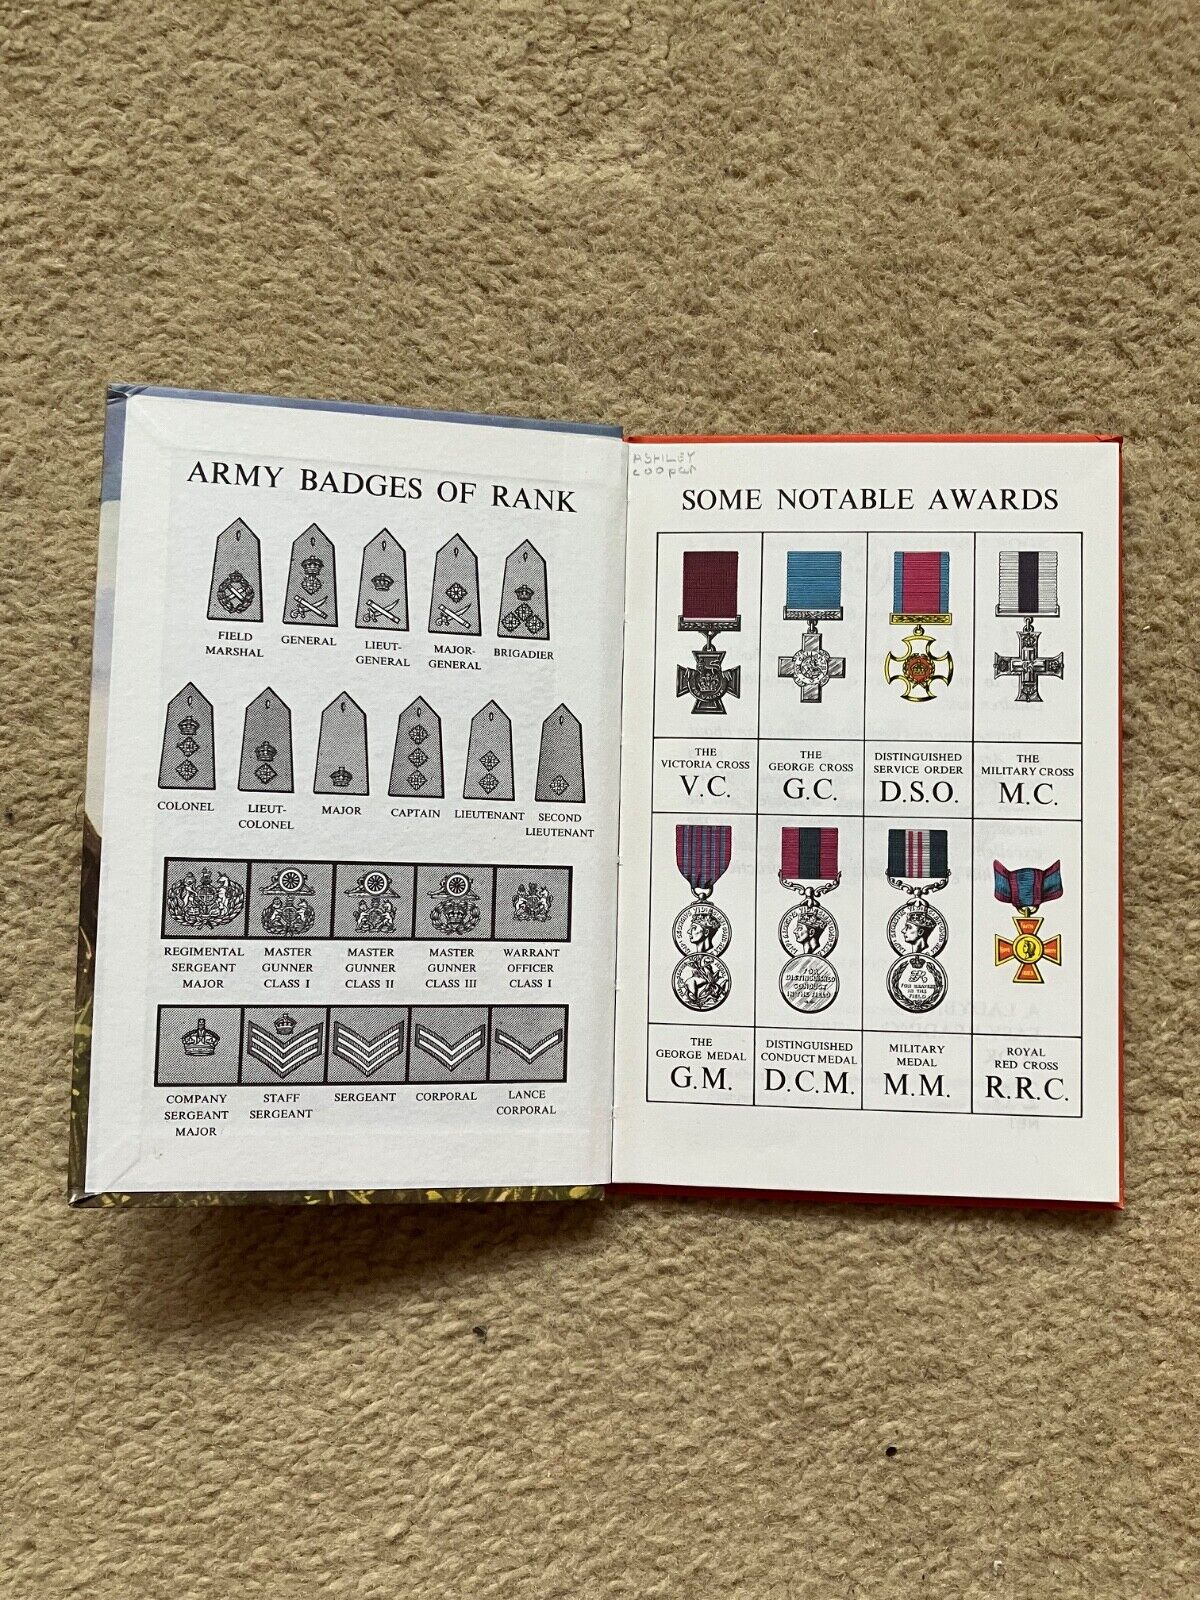 ARMY BADGES OF RANK
FIELD
MARSHAL
GENERAL
LIEUT-
GENERAL
MAJOR-
GENERAL
BRIGADIER
COLONEL
LIEUT-
COLONEL
MAJOR
CAPTAIN
LIEUTENANT
SECOND
LIEUTENANT
REGIMENTAL
SERGEANT
MAJOR
MASTER
GUNNER
CLASS I
MASTER
GUNNER
CLASS II
MASTER
GUNNER
CLASS III
WARRANT
OFFICER
CLASS I
COMPANY
SERGEANT
MAJOR
STAFF
SERGEANT
SERGEANT
CORPORAL
LANCE
CORPORAL
ASHLEY
cooper
SOME NOTABLE AWARDS
THE
VICTORIA CROSS
V.C.
THE
GEORGE CROSS
G.C.
DISTINGUISHED
SERVICE ORDER
D.S.O.
THE
MILITARY CROSS
M.C.
FOR
DISTINGUISHED
CONDUCT
IN THE FIELD
FOR BRAVERY
IN THE
FIELD
THE
GEORGE MEDAL
G.M.
DISTINGUISHED
CONDUCT MEDAL
D.C.M.
MILITARY
MEDAL
M.M.
ROYAL
RED CROSS
R.R.C.